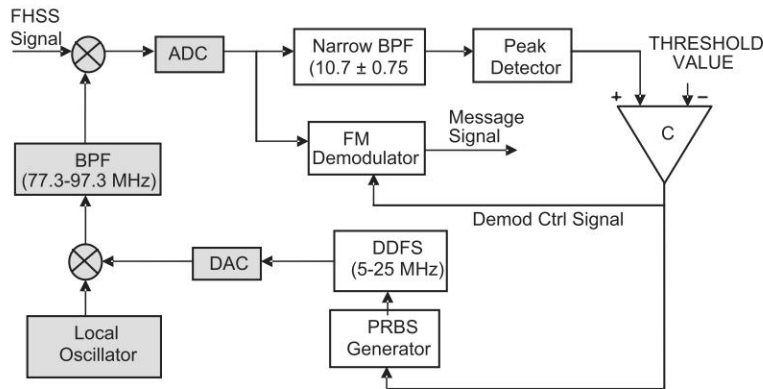 FHSS
Signal
ADC
Narrow BPF
(10.7 ± 0.75
Peak
Detector
THRESHOLD
VALUE
+
−
C
Message
Signal
FM
Demodulator
BPF
(77.3-97.3 MHz)
Demod Ctrl Signal
DAC
DDFS
(5-25 MHz)
Local
Oscillator
PRBS
Generator